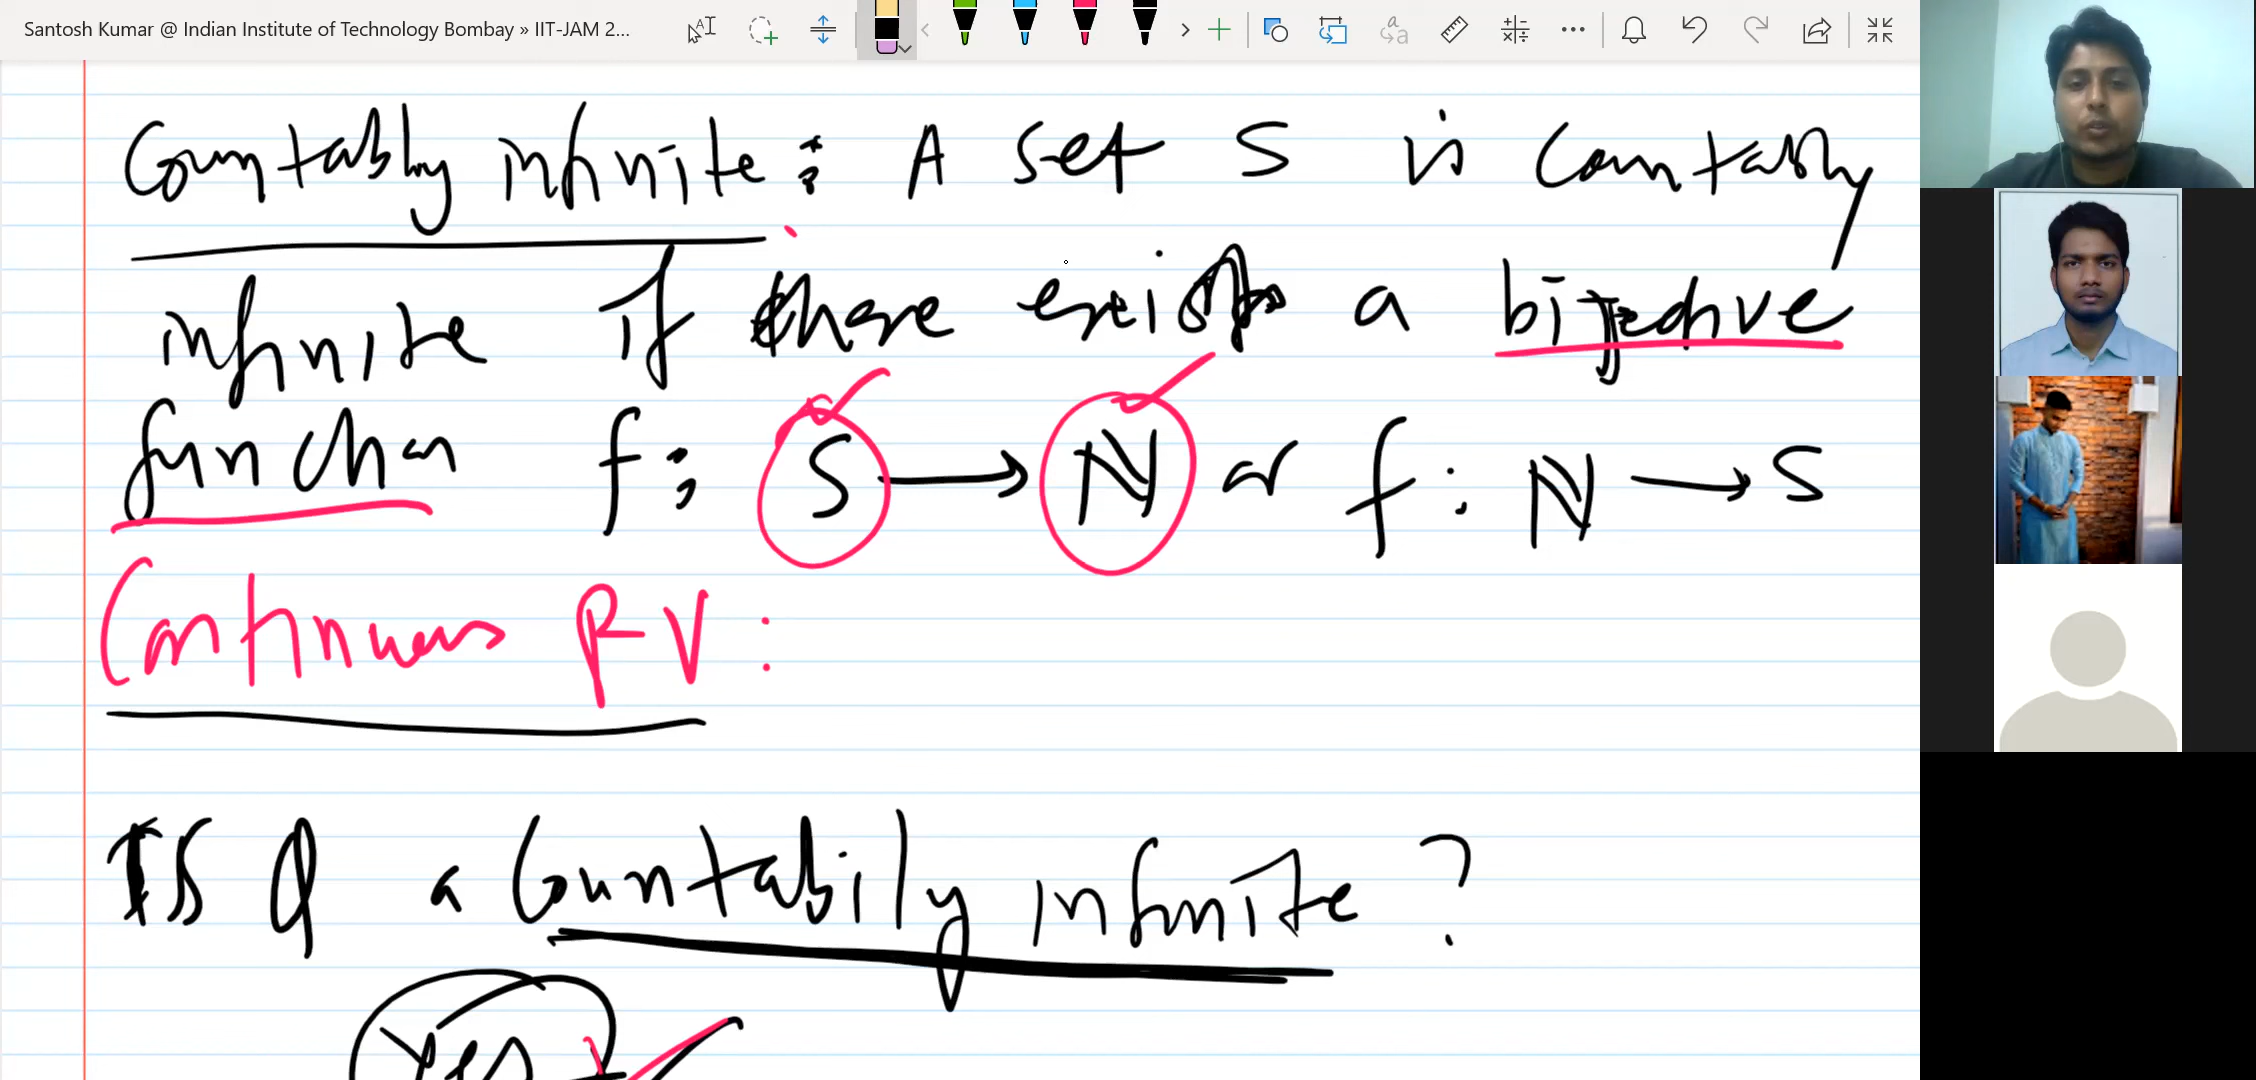 Santosh Kumar @ Indian Institute of Technology Bombay » IIT-JAM 2...
Countably infinite : A set S is Countably
infinite if there exists a bijective
function f : S → ℕ or f : ℕ → S
Continuous RV :
Is Q a Countabily infinite ?
Yes